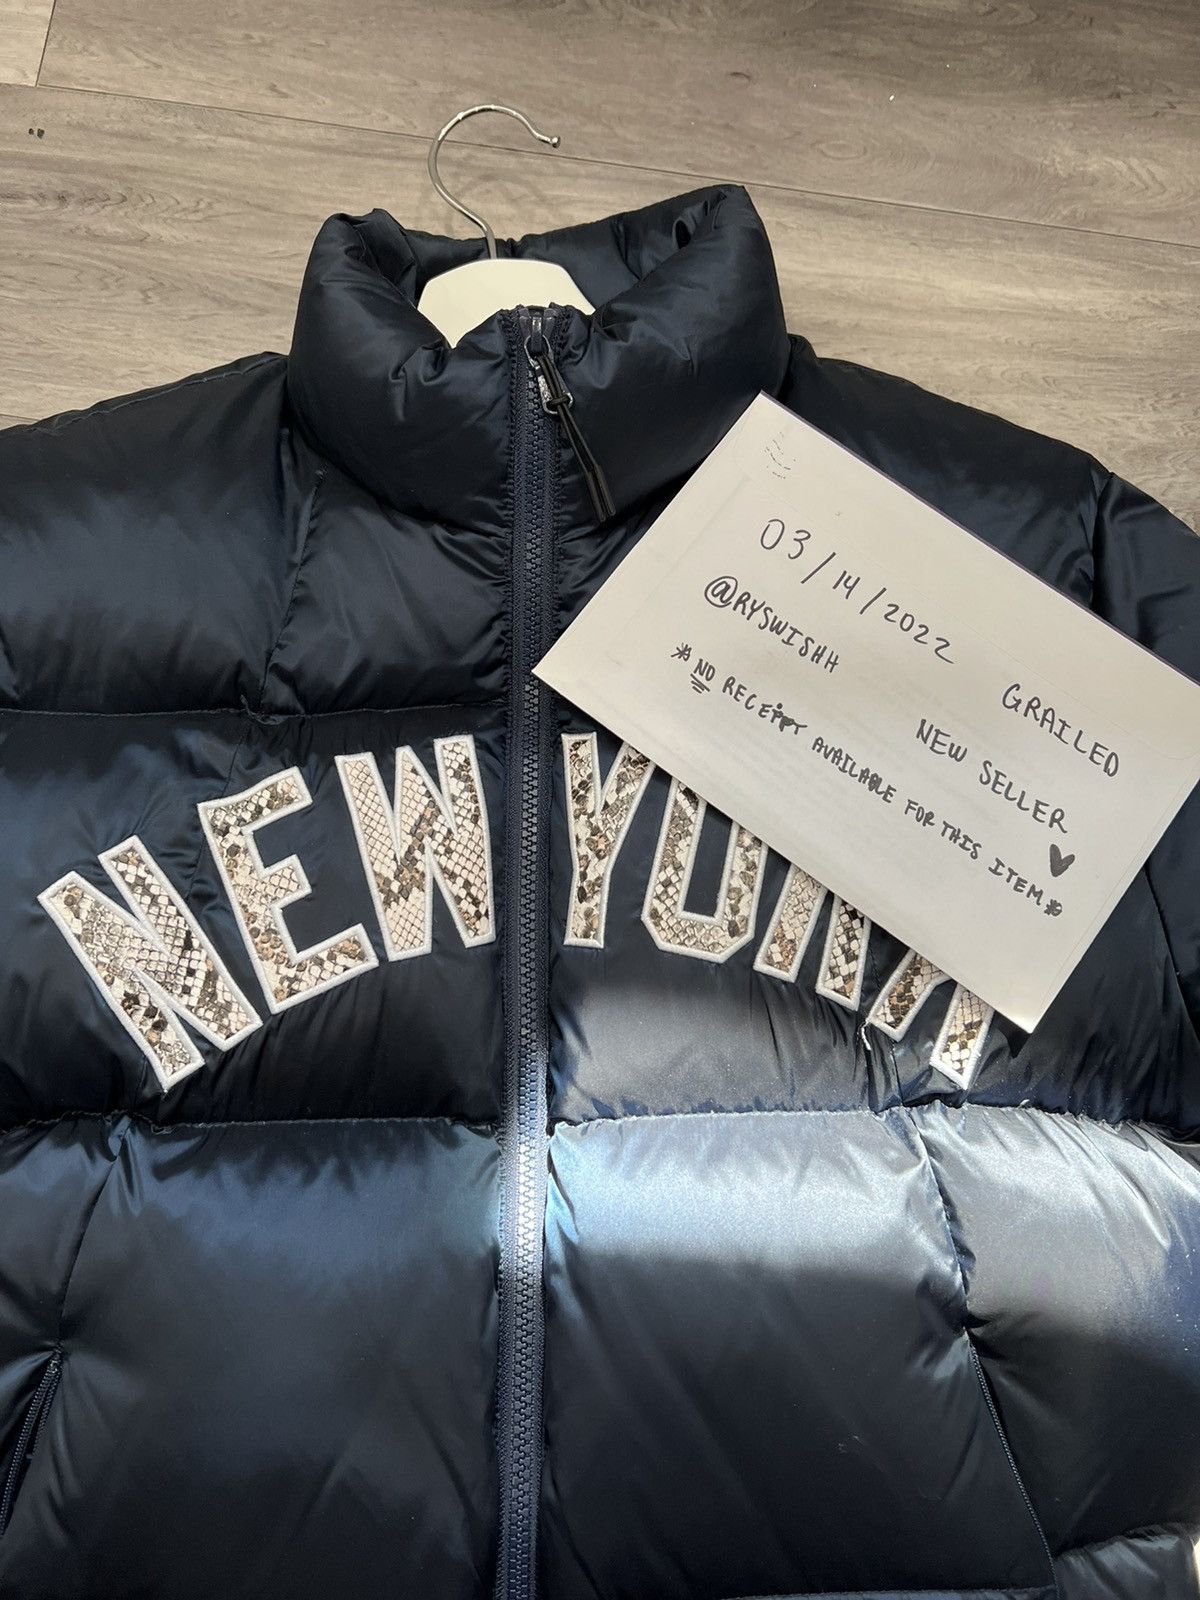 03/14/2022
@RYSWISHH
GRAILED
NEW SELLER
*NO RECEIPT AVAILABLE FOR THIS ITEM*
NEW YORK